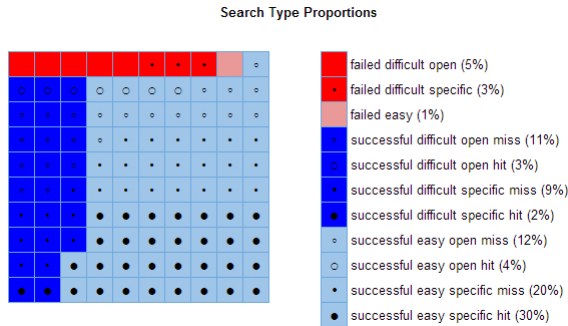 Search Type Proportions
failed difficult open (5%)
failed difficult specific (3%)
failed easy (1%)
successful difficult open miss (11%)
successful difficult open hit (3%)
successful difficult specific miss (9%)
successful difficult specific hit (2%)
successful easy open miss (12%)
successful easy open hit (4%)
successful easy specific miss (20%)
successful easy specific hit (30%)